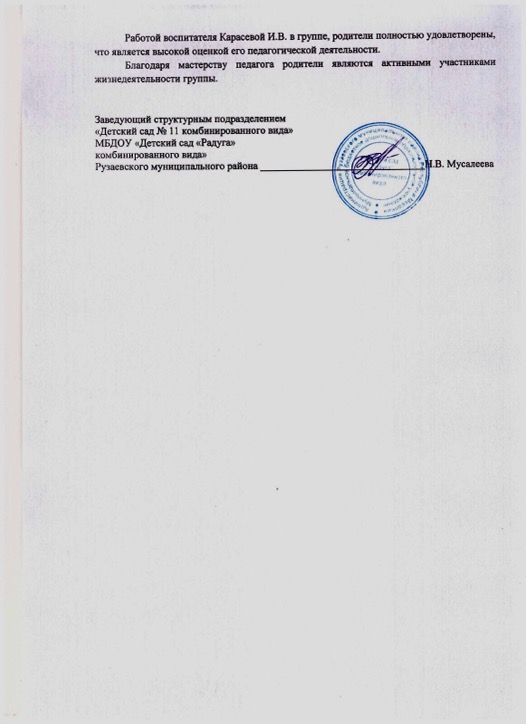 Работой воспитателя Карасевой И.В. в группе, родители полностью удовлетворены,
что является высокой оценкой его педагогической деятельности.
Благодаря мастерству педагога родители являются активными участниками
жизнедеятельности группы.
Заведующий структурным подразделением
«Детский сад № 11 комбинированного вида»
МБДОУ «Детский сад «Радуга»
комбинированного вида»
Рузаевского муниципального района Н.В. Мусалеева